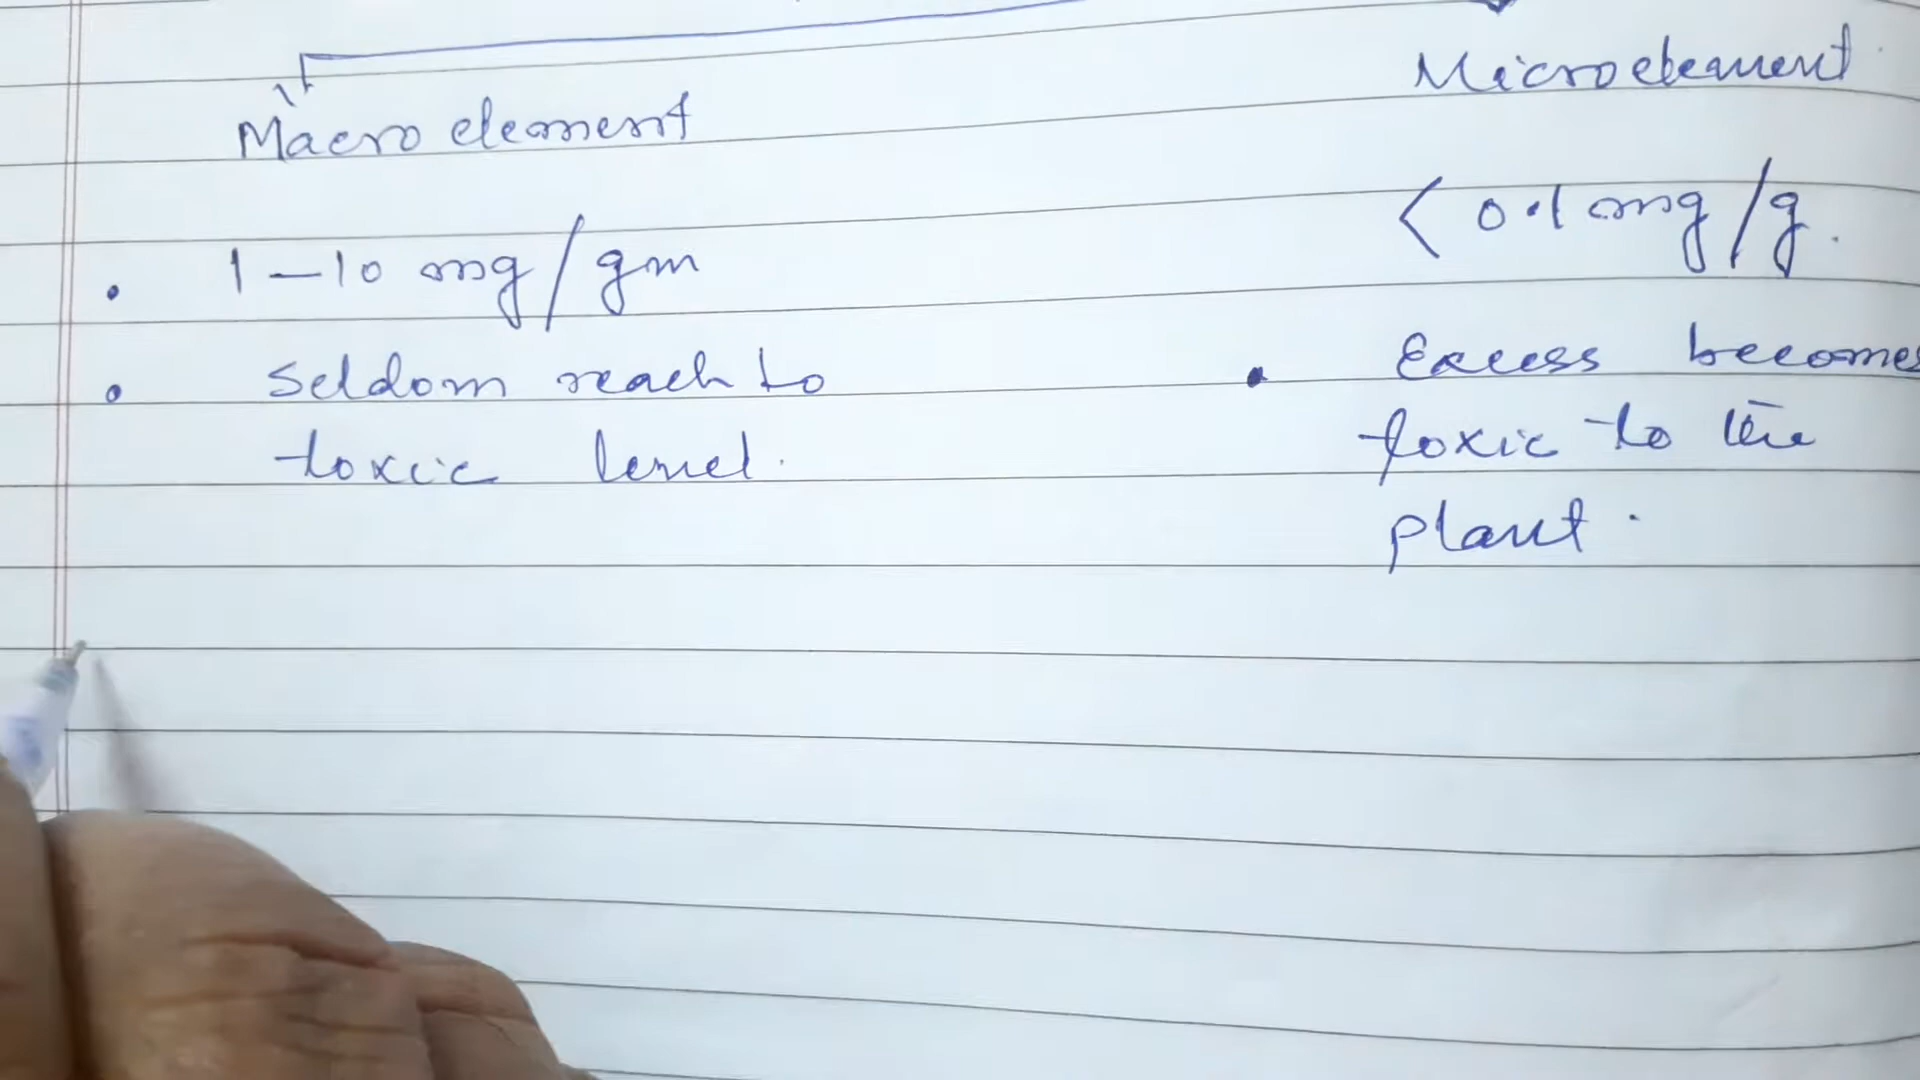 Macro element
1-10 mg/gm
Seldom reach to
toxic level.
Microelement
< 0.1 mg/g.
Excess becomes
toxic to the
plant.